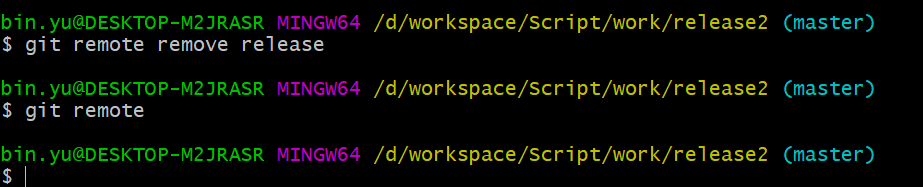 bin.yu@DESKTOP-M2JRASR MINGW64 /d/workspace/Script/work/release2 (master)
$ git remote remove release
bin.yu@DESKTOP-M2JRASR MINGW64 /d/workspace/Script/work/release2 (master)
$ git remote
bin.yu@DESKTOP-M2JRASR MINGW64 /d/workspace/Script/work/release2 (master)
$